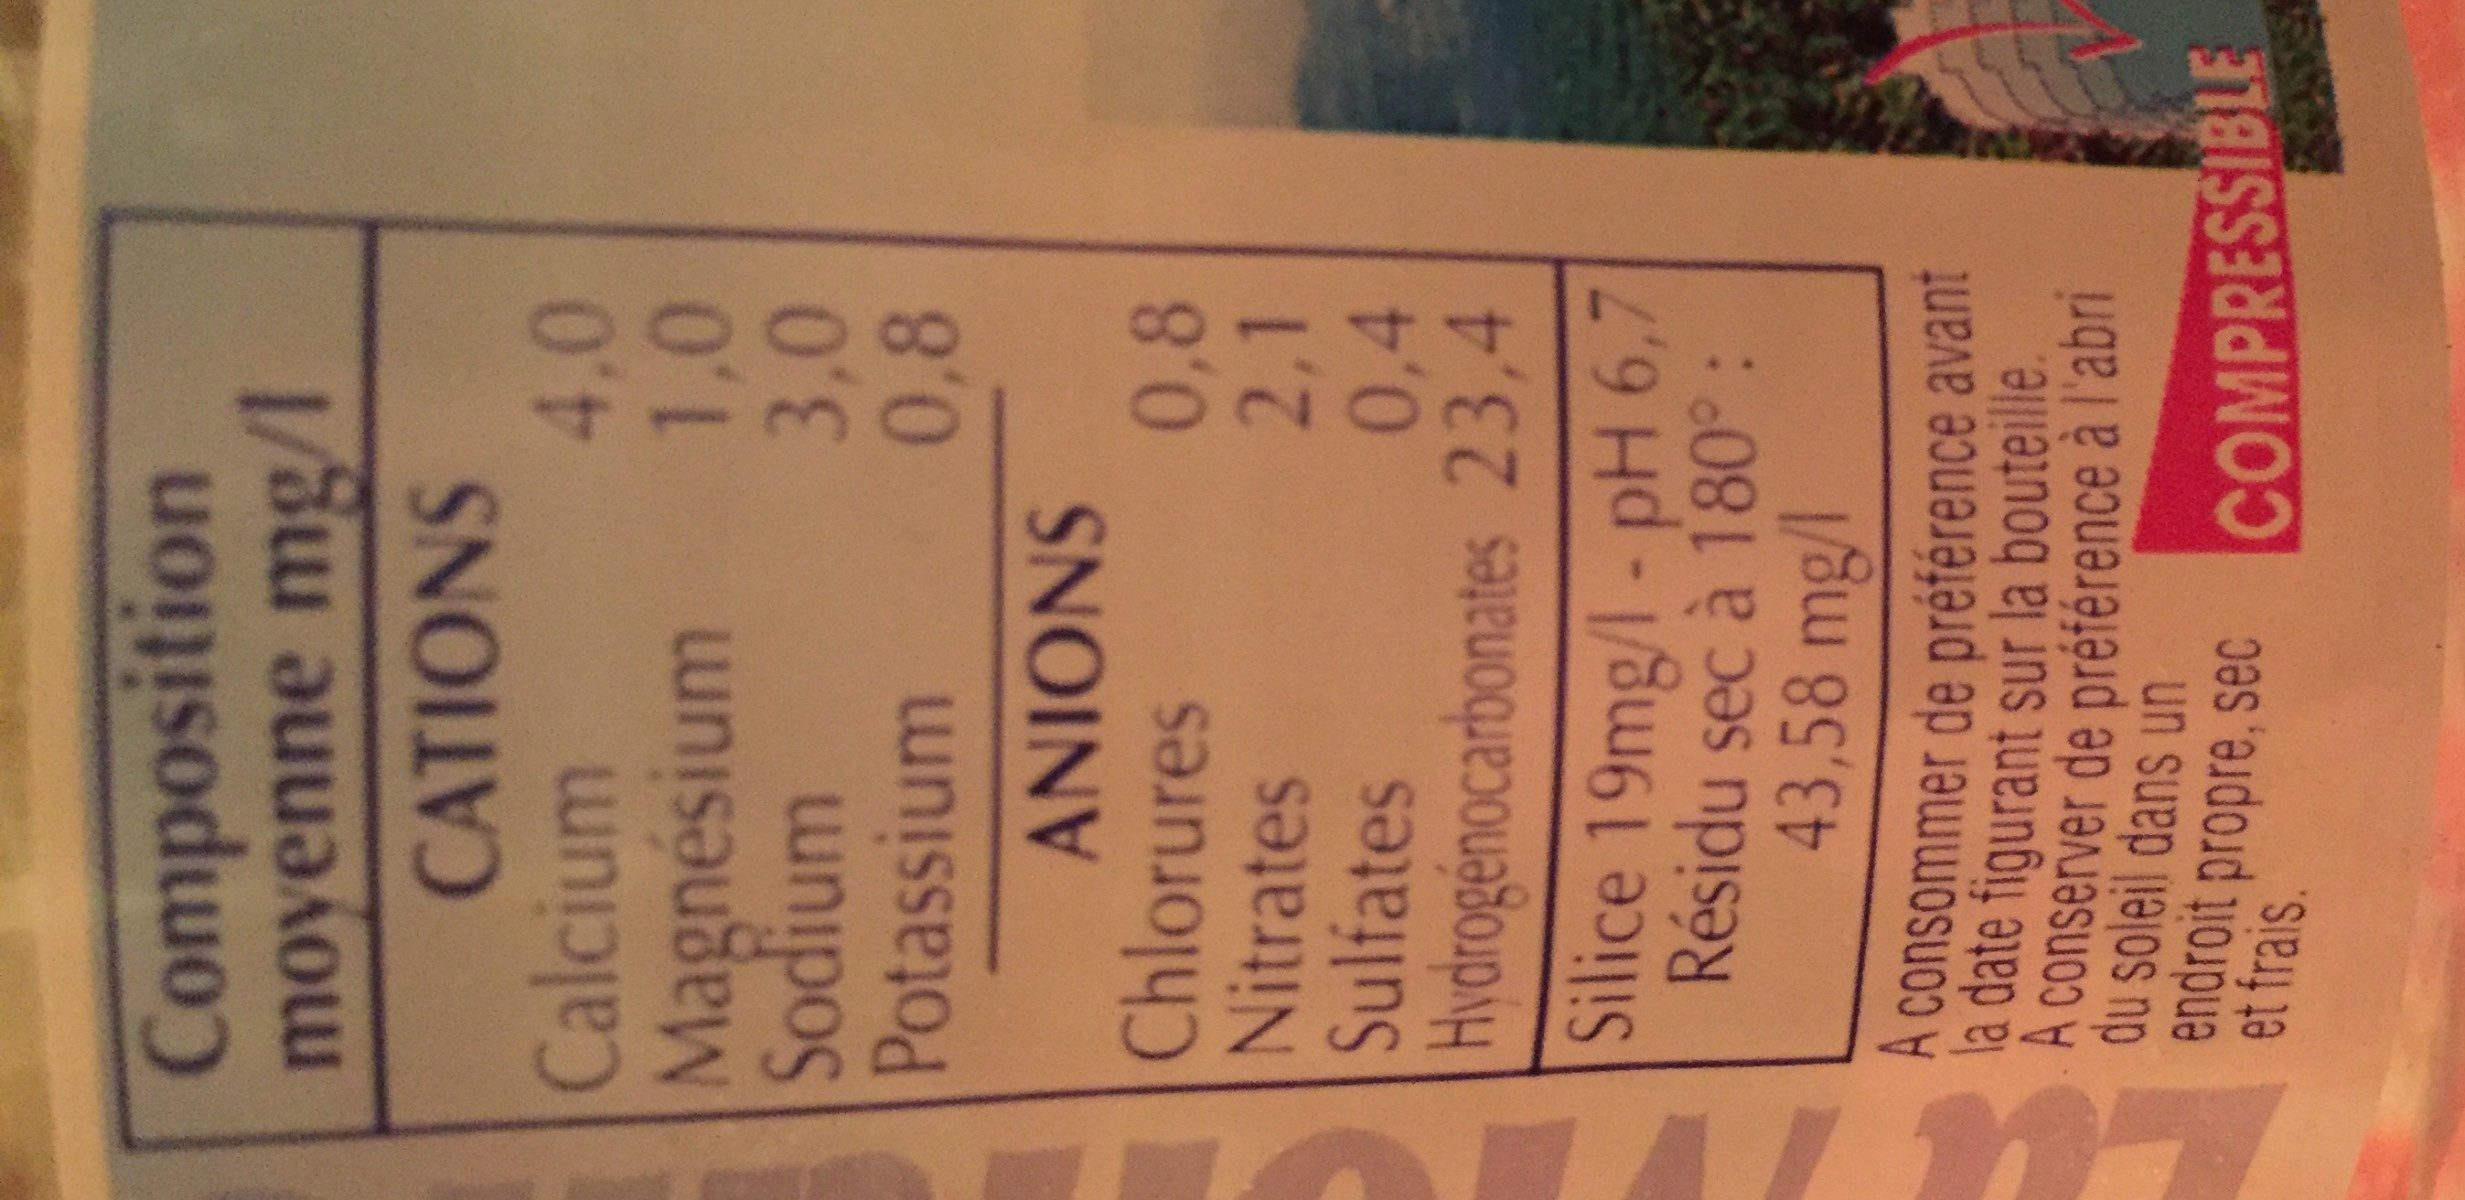 Composition
moyenne mg/l
CATIONS
Calcium 4,0
Magnésium 1,0
Sodium 3,0
Potassium 0,8
ANIONS
Chlorures 0,8
Nitrates 2,1
Sulfates 0,4
Hydrogénocarbonates 23,4
Silice 19mg/l - pH 6,7
Résidu sec à 180° :
43,58 mg/l
A consommer de préférence avant
la date figurant sur la bouteille.
A conserver de préférence à l'abri
du soleil dans un
endroit propre, sec
et frais.
COMPRESSIBLE